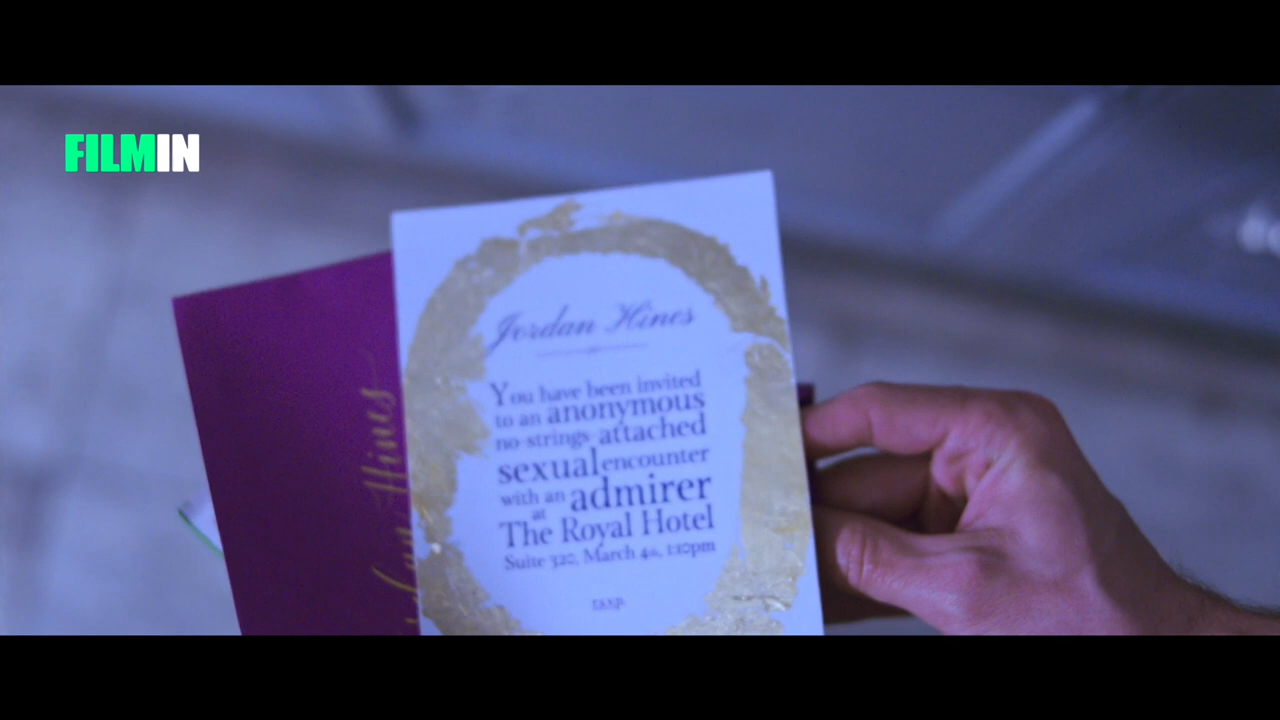 FILMIN
Jordan Hines
You have been invited
to an anonymous
no-strings-attached
sexual encounter
with an admirer
at
The Royal Hotel
Suite 320, March 4th, 1:10pm
r.s.v.p.
Hines